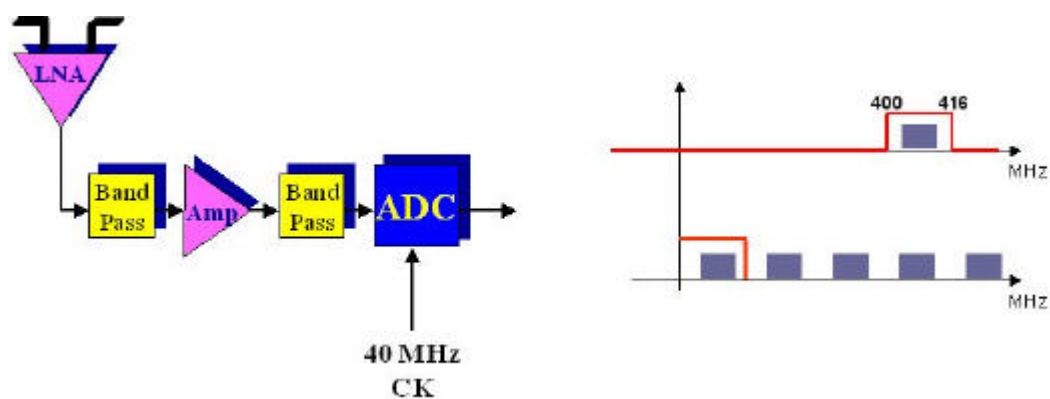 LNA
Band
Pass
Amp
Band
Pass
ADC
40 MHz
CK
400
416
MHz
MHz